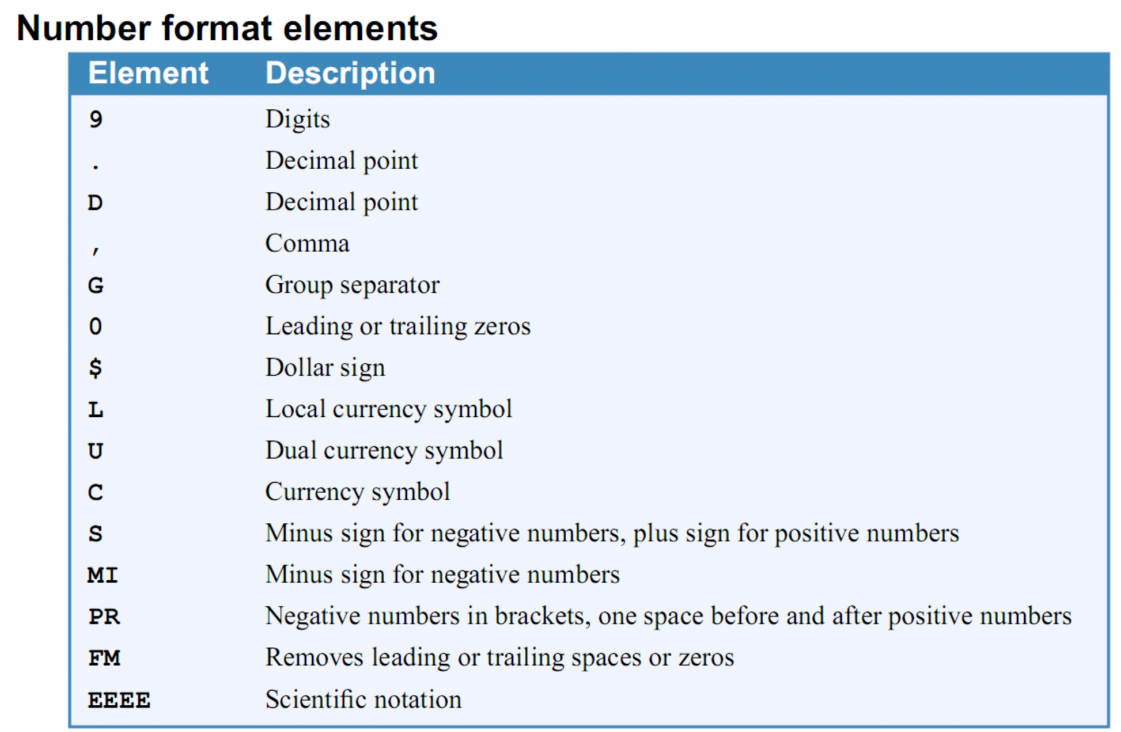 Number format elements
Element Description
9 Digits
. Decimal point
D Decimal point
, Comma
G Group separator
0 Leading or trailing zeros
$ Dollar sign
L Local currency symbol
U Dual currency symbol
C Currency symbol
S Minus sign for negative numbers, plus sign for positive numbers
MI Minus sign for negative numbers
PR Negative numbers in brackets, one space before and after positive numbers
FM Removes leading or trailing spaces or zeros
EEEE Scientific notation